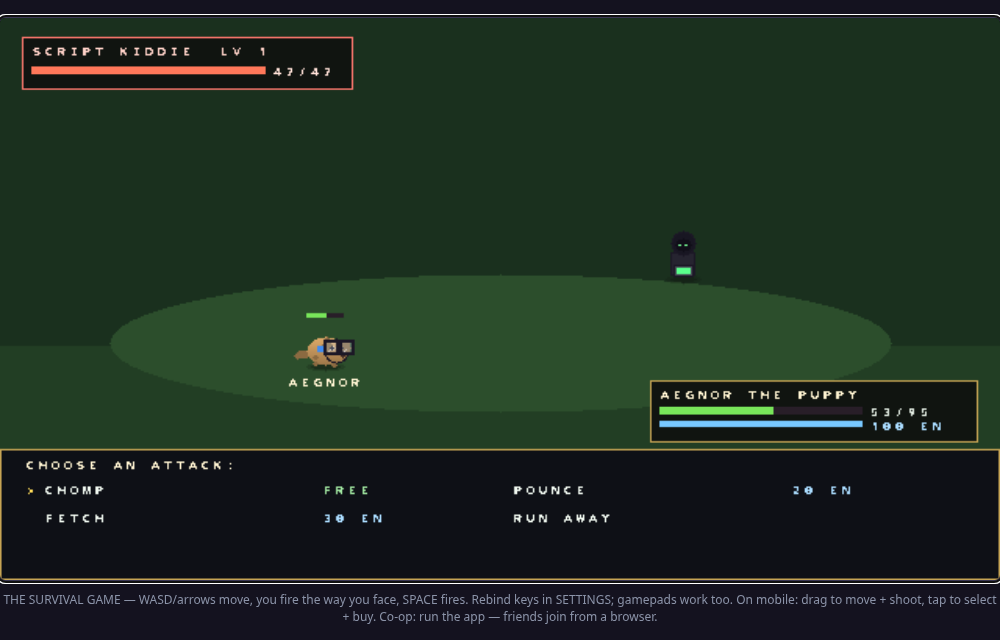 SCRIPT KIDDIE LV 1
47/47
AEGNOR
AEGNOR THE PUPPY
53/95
100 EN
CHOOSE AN ATTACK:
> CHOMP FREE POUNCE 20 EN
FETCH 30 EN RUN AWAY
THE SURVIVAL GAME — WASD/arrows move, you fire the way you face, SPACE fires. Rebind keys in SETTINGS; gamepads work too. On mobile: drag to move + shoot, tap to select
+ buy. Co-op: run the app — friends join from a browser.